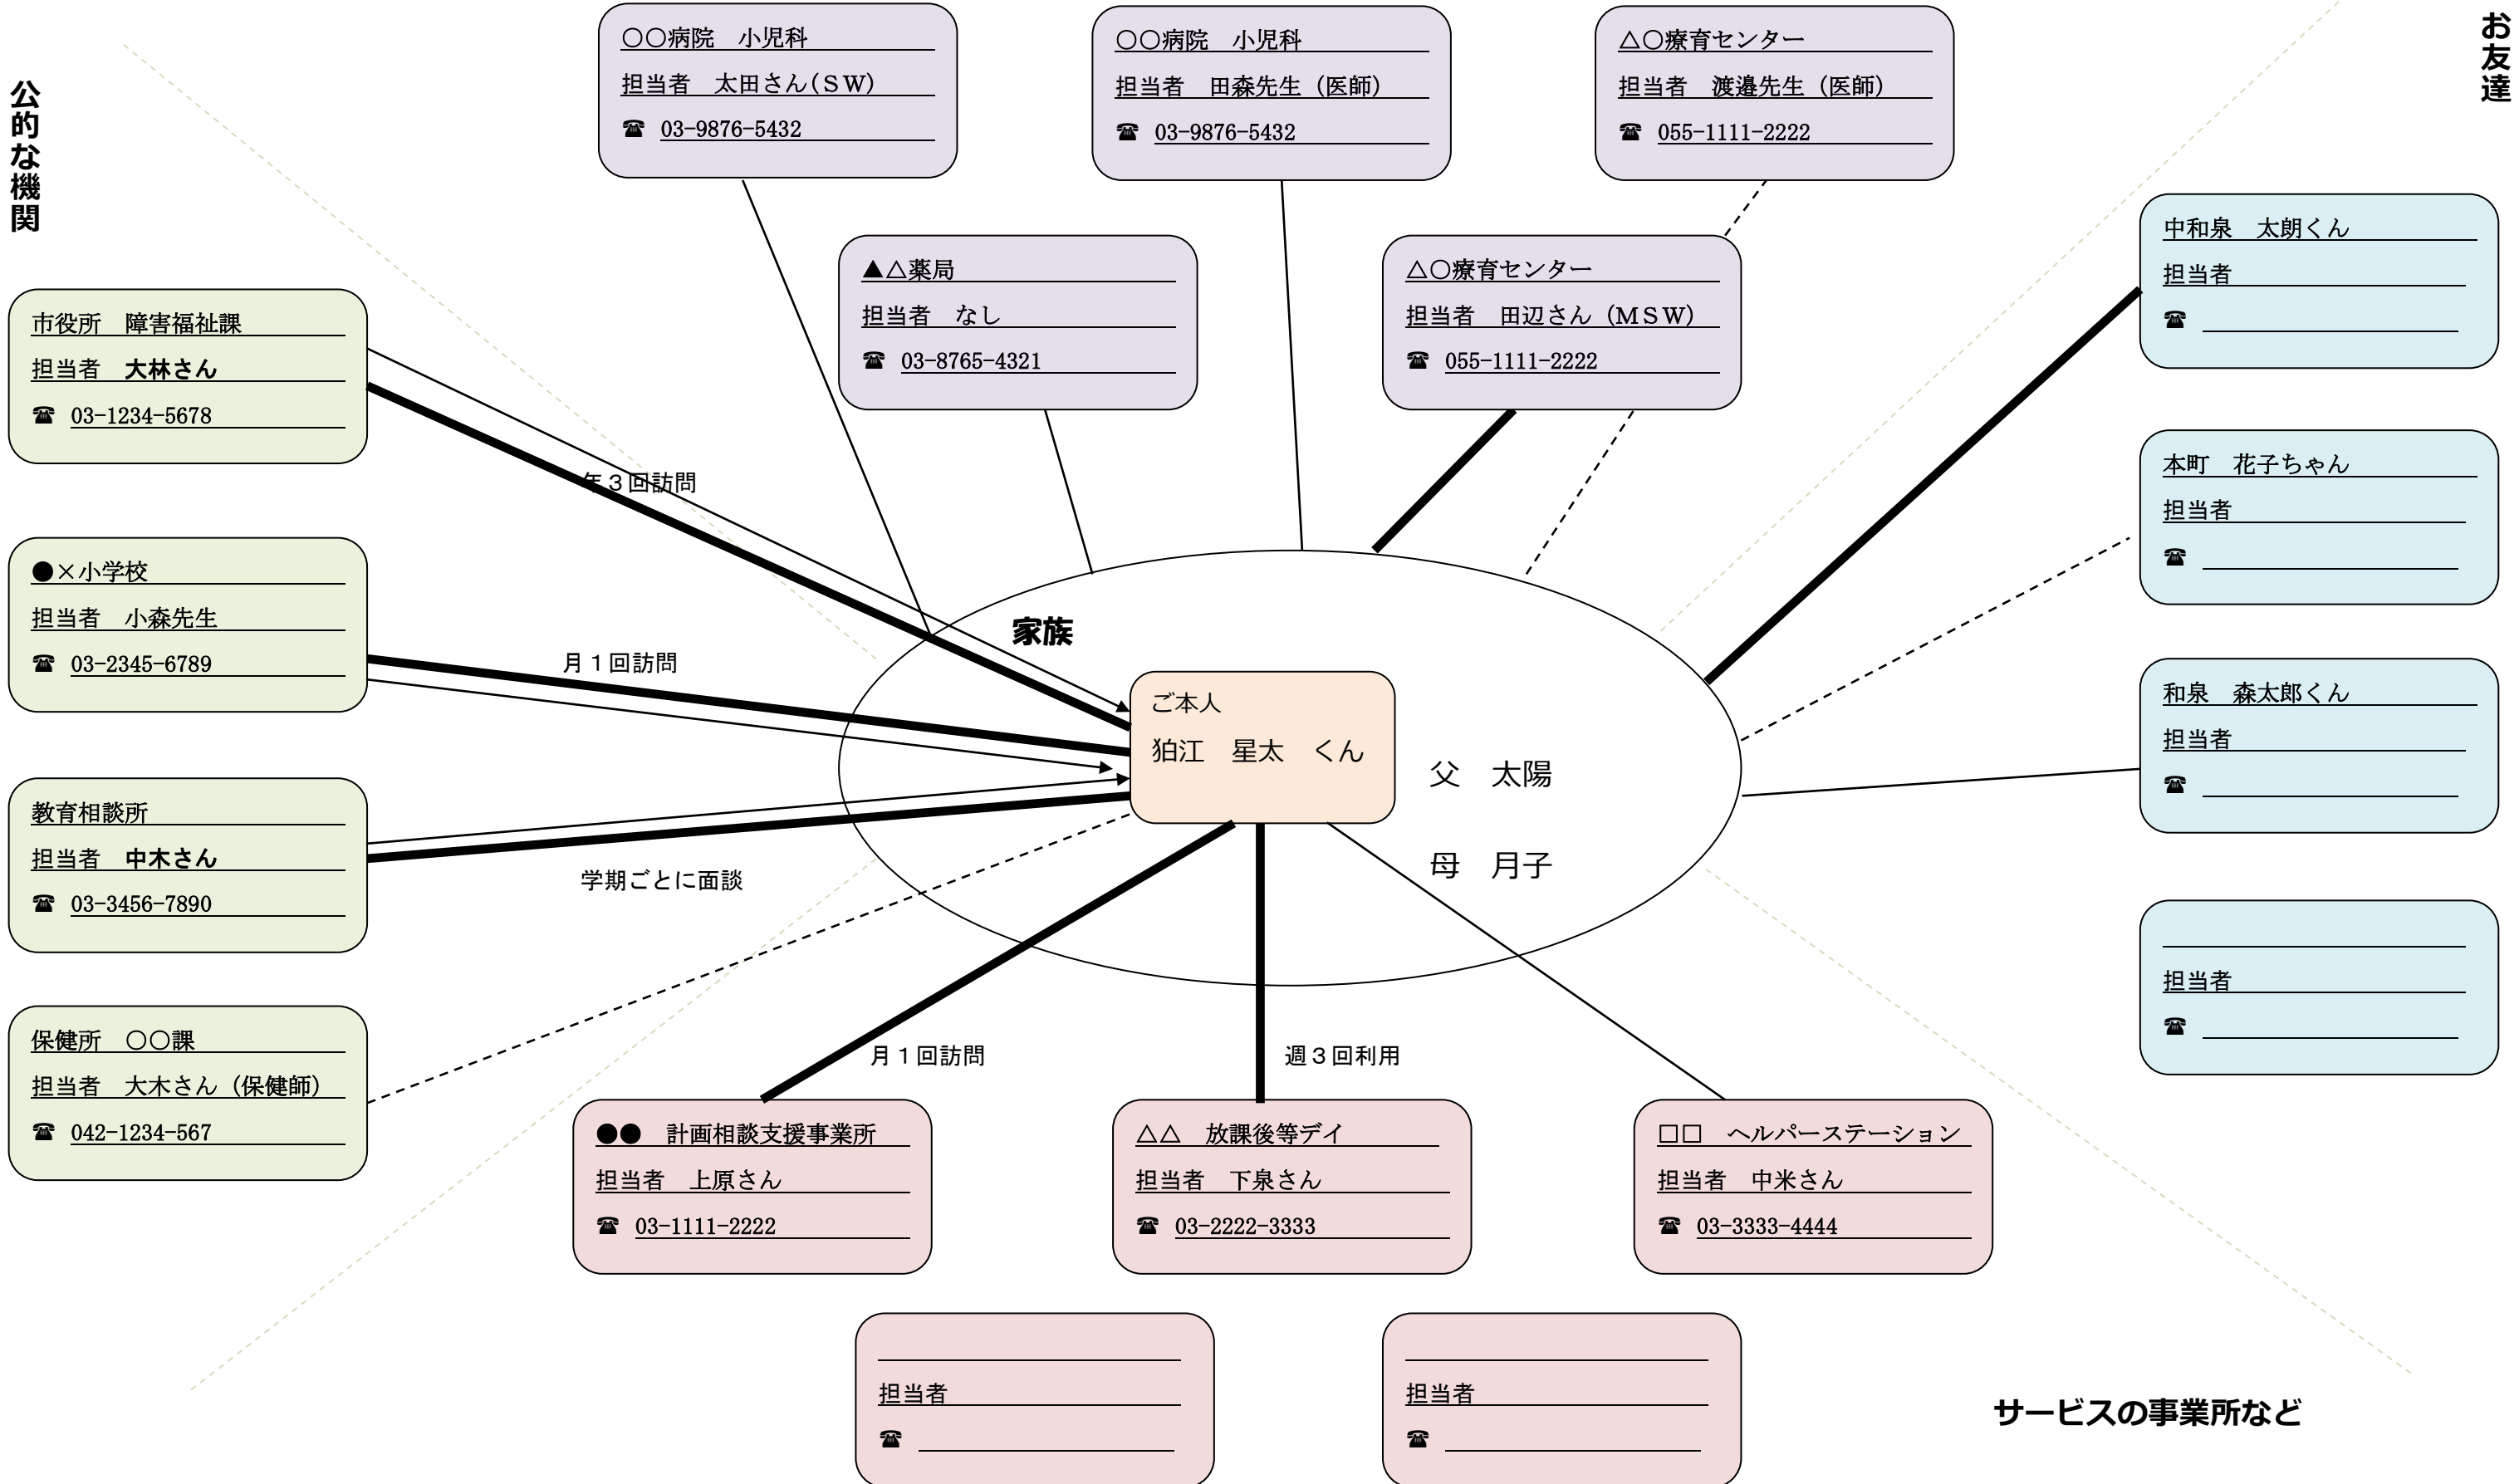 公的な機関
お友達
〇〇病院　小児科
担当者　太田さん(ＳＷ)
☎ 03-9876-5432
〇〇病院　小児科
担当者　田森先生（医師）
☎ 03-9876-5432
△〇療育センター
担当者　渡邉先生（医師）
☎ 055-1111-2222
▲△薬局
担当者　なし
☎ 03-8765-4321
△〇療育センター
担当者　田辺さん（ＭＳＷ）
☎ 055-1111-2222
市役所　障害福祉課
担当者　大林さん
☎ 03-1234-5678
年３回訪問
●×小学校
担当者　小森先生
☎ 03-2345-6789
月１回訪問
教育相談所
担当者　中木さん
☎ 03-3456-7890
学期ごとに面談
保健所　〇〇課
担当者　大木さん（保健師）
☎ 042-1234-567
家族
ご本人
狛江　星太　くん
父　太陽
母　月子
中和泉　太朗くん
担当者
☎
本町　花子ちゃん
担当者
☎
和泉　森太郎くん
担当者
☎
担当者
☎
月１回訪問
週３回利用
●●　計画相談支援事業所
担当者　上原さん
☎ 03-1111-2222
△△　放課後等デイ
担当者　下泉さん
☎ 03-2222-3333
□□　ヘルパーステーション
担当者　中米さん
☎ 03-3333-4444
担当者
☎
担当者
☎
サービスの事業所など